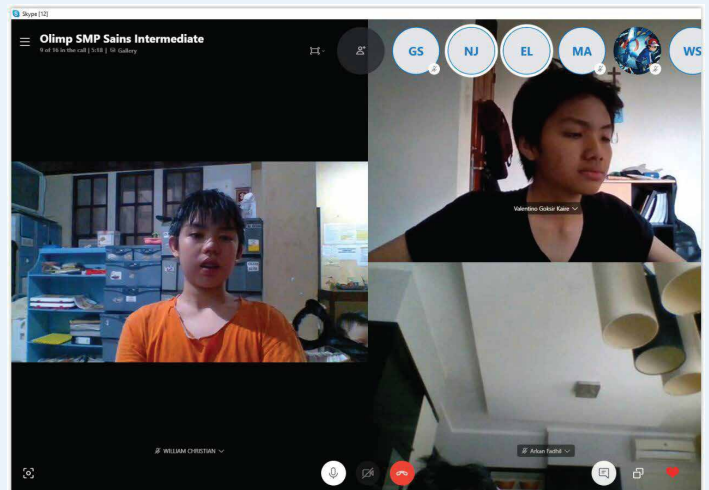 Skype [12]
Olimp SMP Sains Intermediate
9 of 16 in the call | 5:18 | Gallery
GS
NJ
EL
MA
WS
Valentino Goksir Kaire
WILLIAM CHRISTIAN
Arkan Fadhil